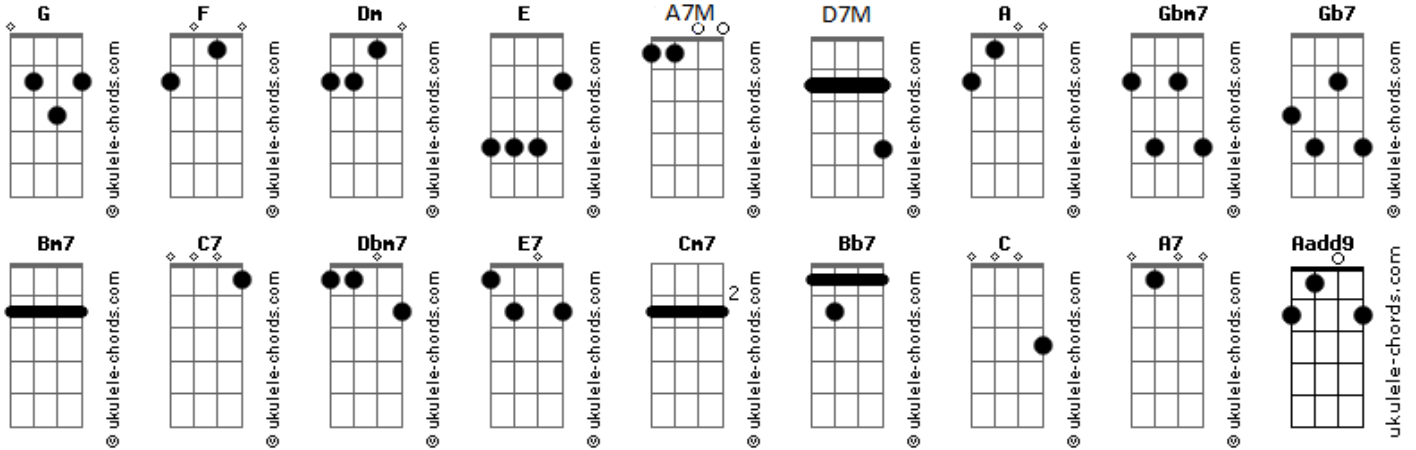 G F Dm E A7M D7M A Gbm7 Gb7
© ukulele-chords.com © ukulele-chords.com © ukulele-chords.com © ukulele-chords.com © ukulele-chords.com © ukulele-chords.com © ukulele-chords.com © ukulele-chords.com © ukulele-chords.com
Bm7 C7 Dbm7 E7 Cm7 Bb7 C A7 Aadd9
2
© ukulele-chords.com © ukulele-chords.com © ukulele-chords.com © ukulele-chords.com © ukulele-chords.com © ukulele-chords.com © ukulele-chords.com © ukulele-chords.com ukulele-chords.com